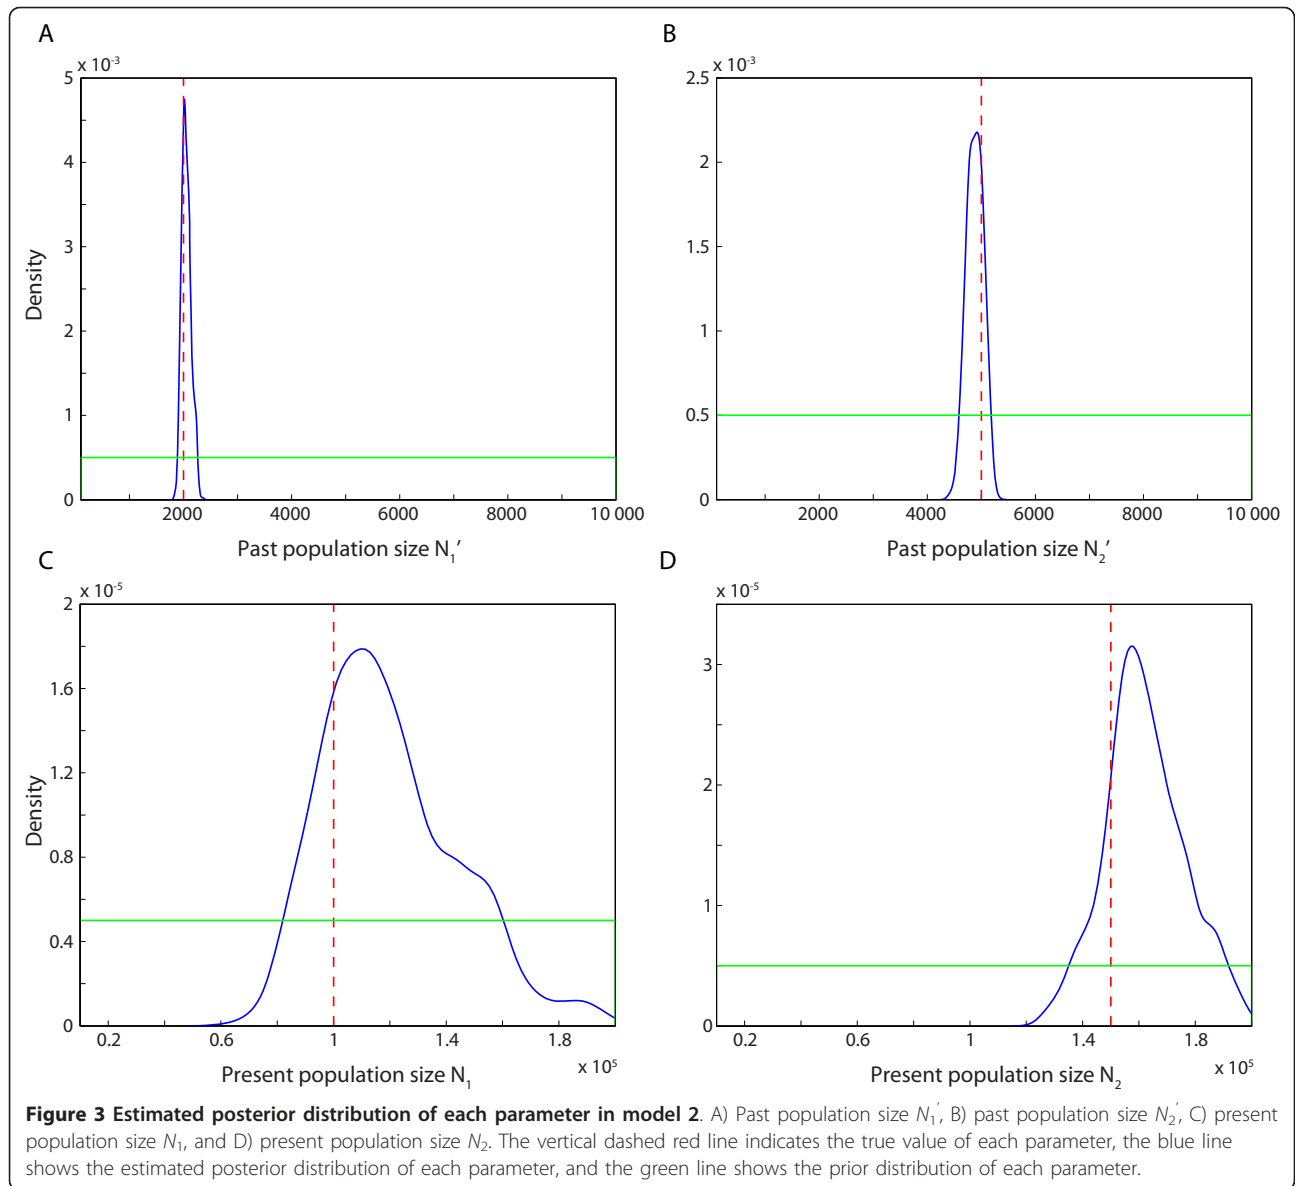 A
x 10⁻³
5
4
3
2
1
0
Density
2000 4000 6000 8000 10 000
Past population size N₁′
B
x 10⁻³
2.5
2
1.5
1
0.5
0
2000 4000 6000 8000 10 000
Past population size N₂′
C
x 10⁻⁵
2
1.6
1.2
0.8
0.4
0
Density
0.2 0.6 1 1.4 1.8
x 10⁵
Present population size N₁
D
x 10⁻⁵
3
2
1
0
0.2 0.6 1 1.4 1.8
x 10⁵
Present population size N₂
Figure 3 Estimated posterior distribution of each parameter in model 2. A) Past population size N₁′, B) past population size N₂′, C) present
population size N₁, and D) present population size N₂. The vertical dashed red line indicates the true value of each parameter, the blue line
shows the estimated posterior distribution of each parameter, and the green line shows the prior distribution of each parameter.